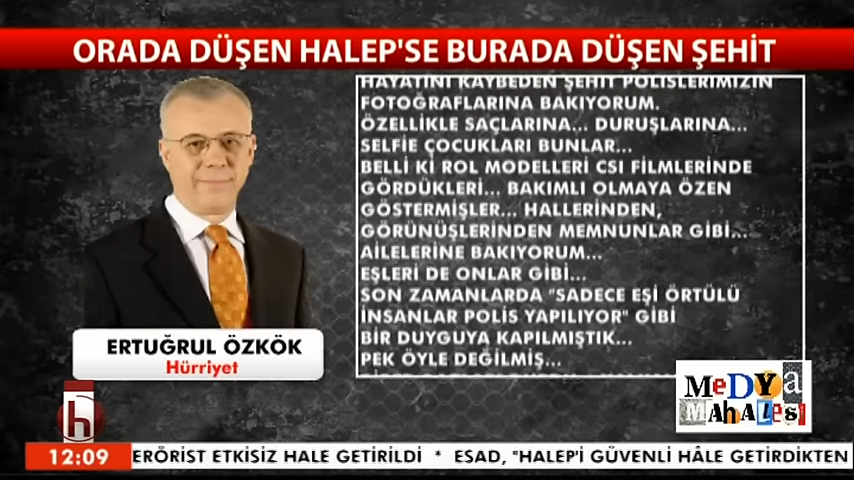 ORADA DÜŞEN HALEP'SE BURADA DÜŞEN ŞEHİT
HAYATINI KAYBEDEN ŞEHİT POLİSLERİMİZİN
FOTOĞRAFLARINA BAKIYORUM.
ÖZELLİKLE SAÇLARINA... DURUŞLARINA...
SELFİE ÇOCUKLARI BUNLAR...
BELLİ Kİ ROL MODELLERİ CSI FİLMLERİNDE
GÖRDÜKLERİ... BAKIMLI OLMAYA ÖZEN
GÖSTERMİŞLER... HALLERİNDEN,
GÖRÜNÜŞLERİNDEN MEMNUNLAR GİBİ...
AİLELERİNE BAKIYORUM...
EŞLERİ DE ONLAR GİBİ...
SON ZAMANLARDA "SADECE EŞİ ÖRTÜLÜ
İNSANLAR POLİS YAPILIYOR" GİBİ
BİR DUYGUYA KAPILMIŞTIK...
PEK ÖYLE DEĞİLMİŞ...
ERTUĞRUL ÖZKÖK
Hürriyet
MeDYa
MAHALESİ
h
12:09 ERÖRİST ETKİSİZ HALE GETİRİLDİ * ESAD, "HALEP'İ GÜVENLİ HÂLE GETİRDİKTEN